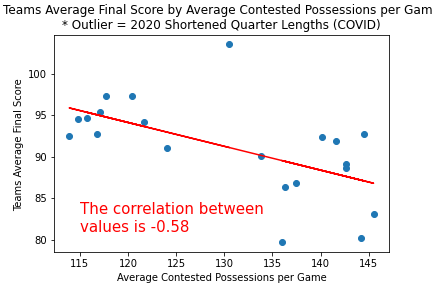 Teams Average Final Score by Average Contested Possessions per Gam
* Outlier = 2020 Shortened Quarter Lengths (COVID)
Teams Average Final Score
100
95
90
85
80
The correlation between
values is -0.58
115
120
125
130
135
140
145
Average Contested Possessions per Game